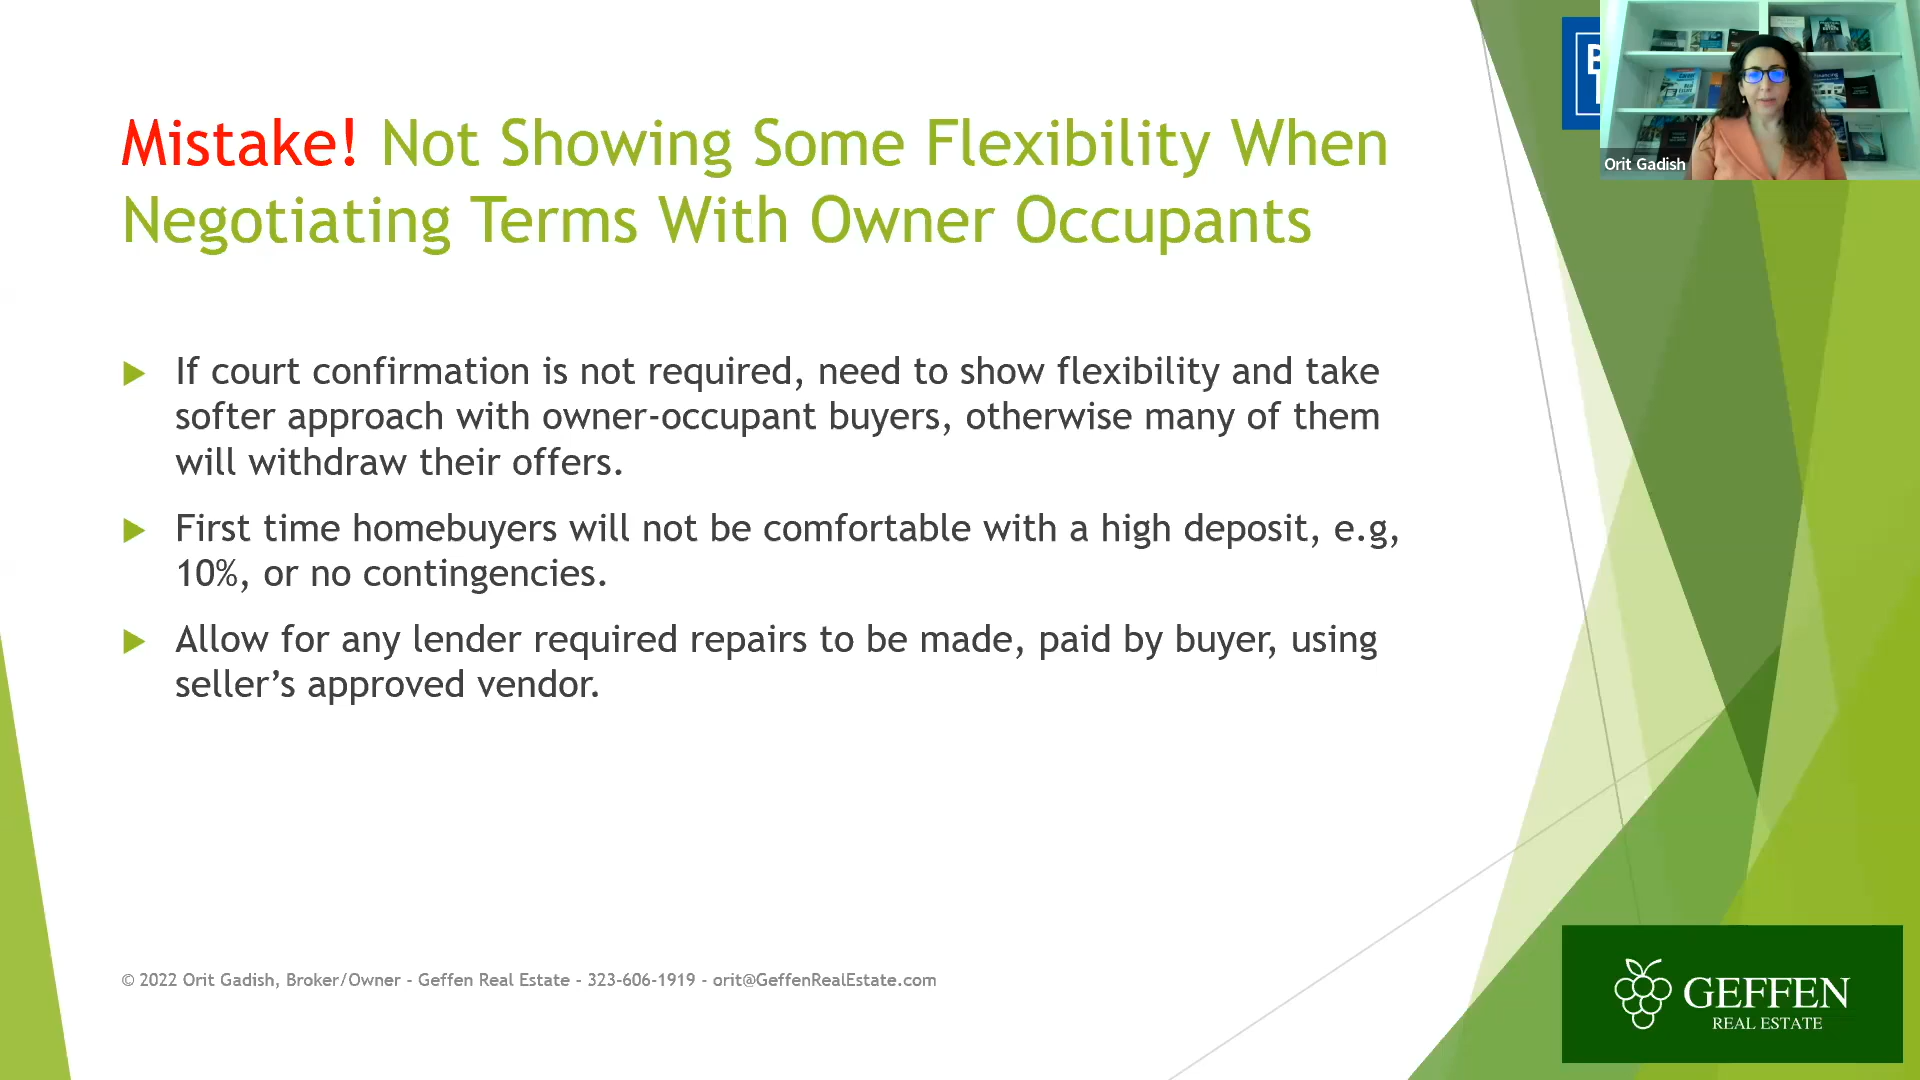 Mistake! Not Showing Some Flexibility When
Negotiating Terms With Owner Occupants
If court confirmation is not required, need to show flexibility and take
softer approach with owner-occupant buyers, otherwise many of them
will withdraw their offers.
First time homebuyers will not be comfortable with a high deposit, e.g,
10%, or no contingencies.
Allow for any lender required repairs to be made, paid by buyer, using
seller’s approved vendor.
© 2022 Orit Gadish, Broker/Owner - Geffen Real Estate - 323-606-1919 - orit@GeffenRealEstate.com
Orit Gadish
GEFFEN
REAL ESTATE